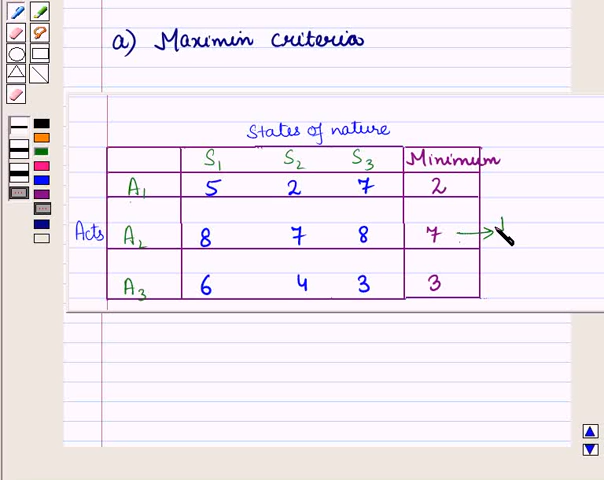 a) Maximin criteria
States of nature
S1 S2 S3 Minimum
A1 5 2 7 2
Acts A2 8 7 8 7 →
A3 6 4 3 3